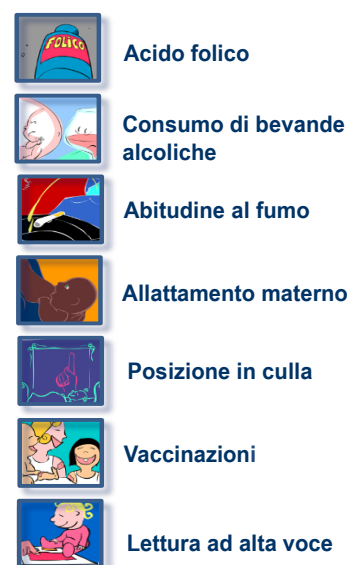 FOLICO
Acido folico
Consumo di bevande
alcoliche
Abitudine al fumo
Allattamento materno
Posizione in culla
Vaccinazioni
Lettura ad alta voce